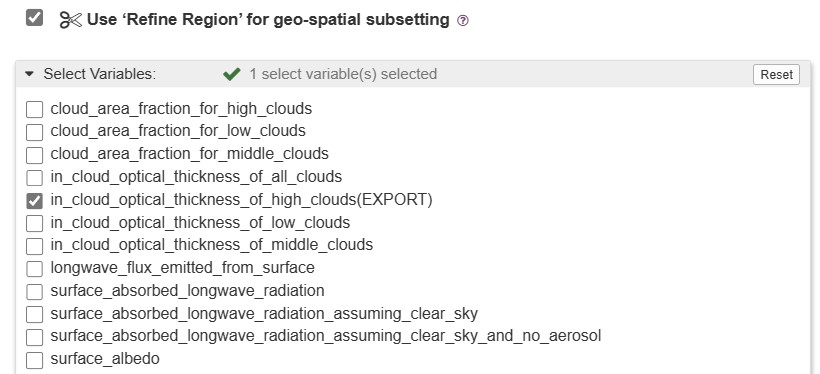 Use ‘Refine Region’ for geo-spatial subsetting ?
Select Variables: 1 select variable(s) selected Reset
cloud_area_fraction_for_high_clouds
cloud_area_fraction_for_low_clouds
cloud_area_fraction_for_middle_clouds
in_cloud_optical_thickness_of_all_clouds
in_cloud_optical_thickness_of_high_clouds(EXPORT)
in_cloud_optical_thickness_of_low_clouds
in_cloud_optical_thickness_of_middle_clouds
longwave_flux_emitted_from_surface
surface_absorbed_longwave_radiation
surface_absorbed_longwave_radiation_assuming_clear_sky
surface_absorbed_longwave_radiation_assuming_clear_sky_and_no_aerosol
surface_albedo